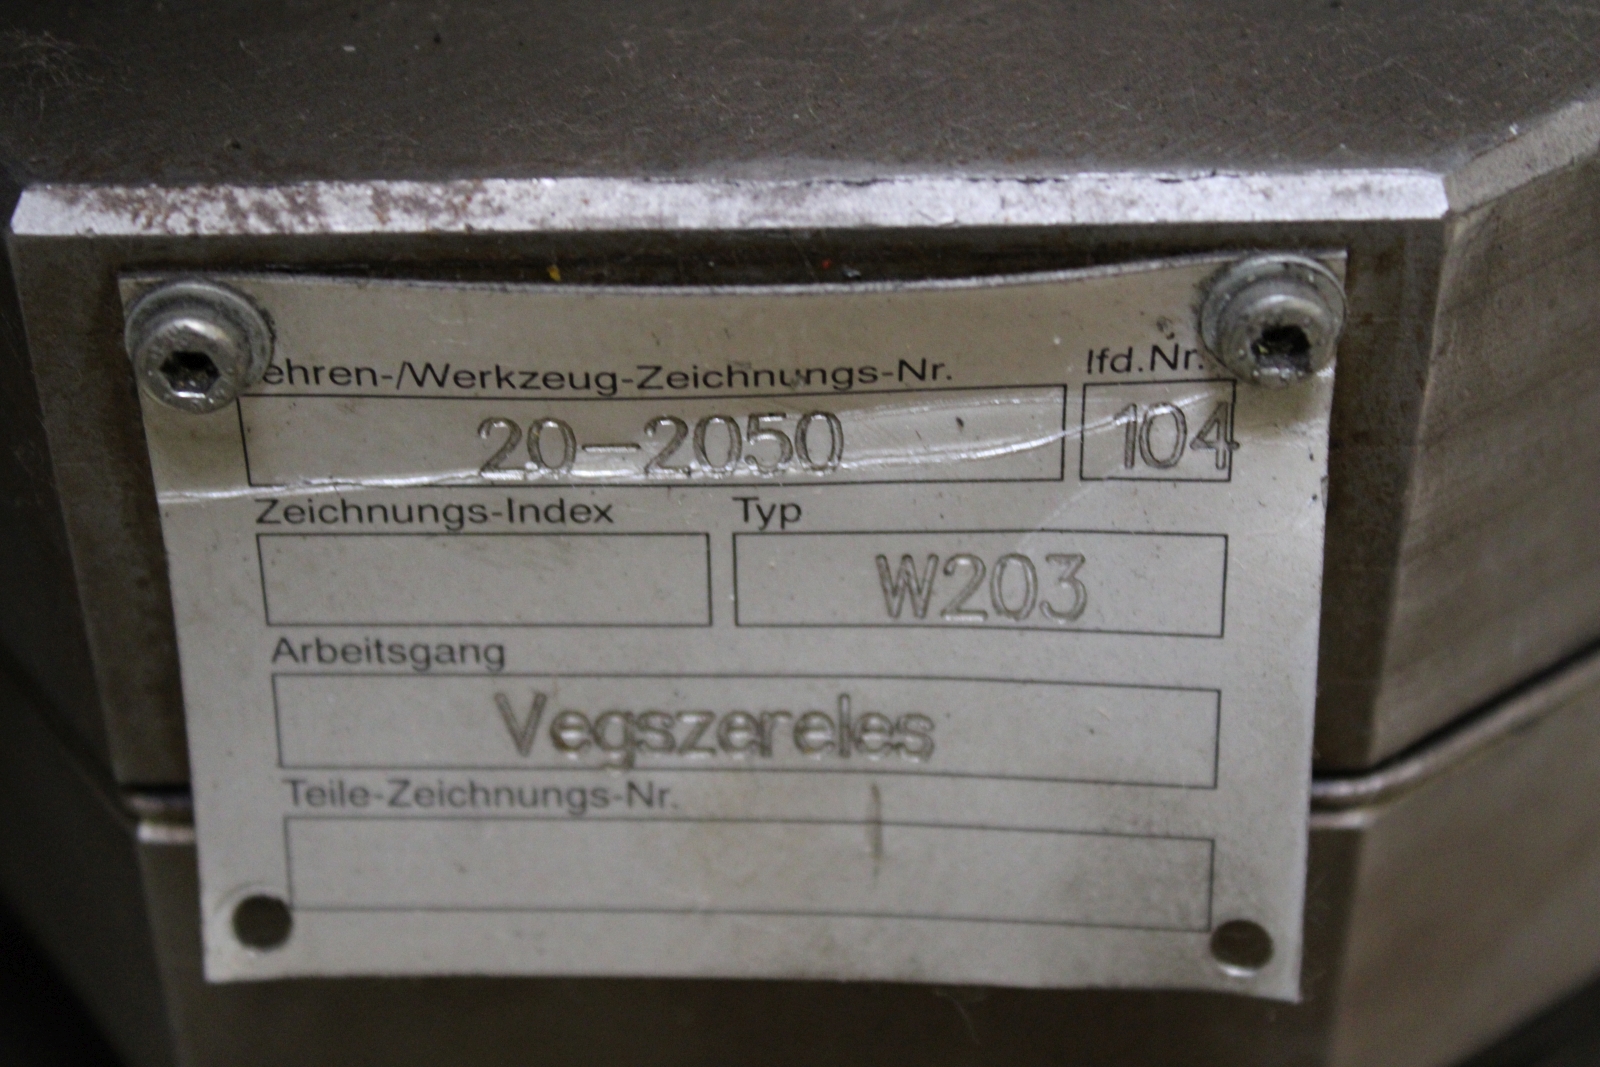 ehren-/Werkzeug-Zeichnungs-Nr. lfd.Nr.
20-2050 104
Zeichnungs-Index Typ
W203
Arbeitsgang
Vegszereles
Teile-Zeichnungs-Nr.